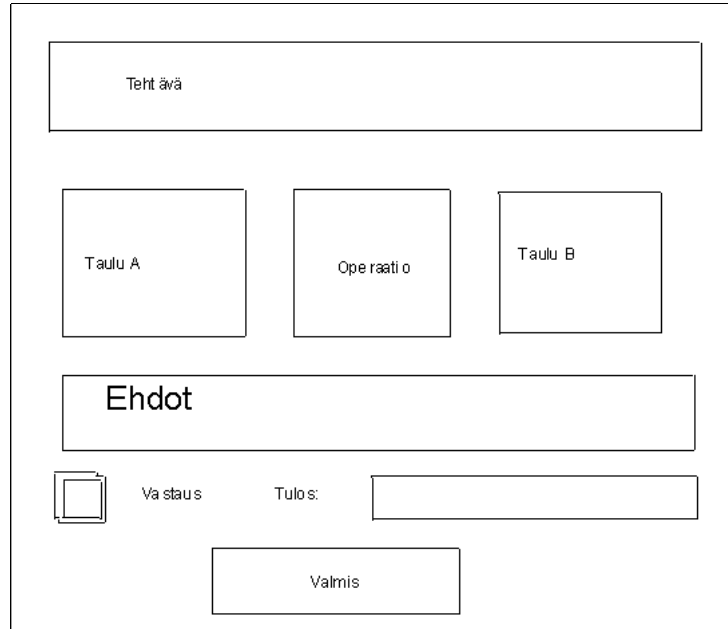 Tehtävä
Taulu A
Operaatio
Taulu B
Ehdot
Vastaus
Tulos:
Valmis